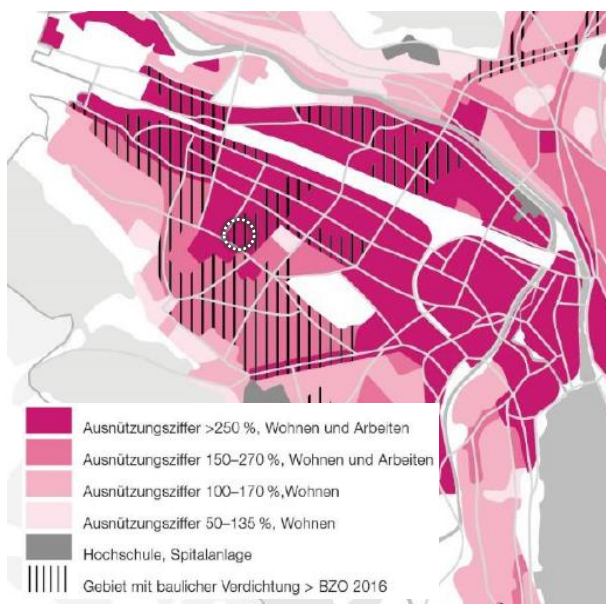 Ausnützungsziffer >250 %, Wohnen und Arbeiten
Ausnützungsziffer 150–270 %, Wohnen und Arbeiten
Ausnützungsziffer 100–170 %,Wohnen
Ausnützungsziffer 50–135 %, Wohnen
Hochschule, Spitalanlage
Gebiet mit baulicher Verdichtung > BZO 2016